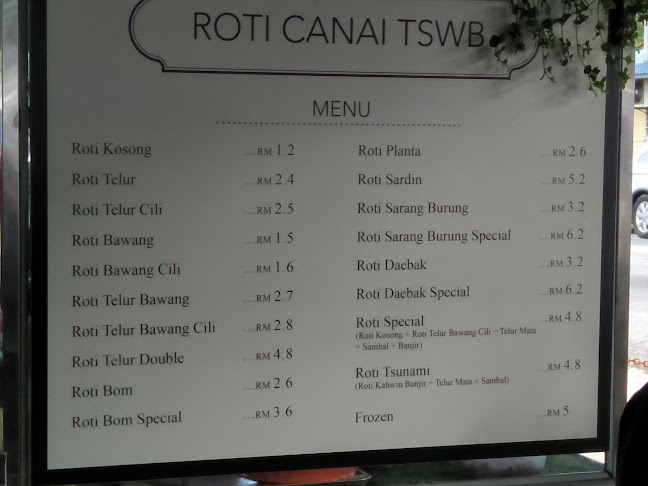 ROTI CANAI TSWB
MENU
Roti Kosong ...RM 1.2
Roti Telur ...RM 2.4
Roti Telur Cili ...RM 2.5
Roti Bawang ...RM 1.5
Roti Bawang Cili ...RM 1.6
Roti Telur Bawang ...RM 2.7
Roti Telur Bawang Cili ...RM 2.8
Roti Telur Double ...RM 4.8
Roti Bom ...RM 2.6
Roti Bom Special ...RM 3.6
Roti Planta ...RM 2.6
Roti Sardin ...RM 5.2
Roti Sarang Burung ...RM 3.2
Roti Sarang Burung Special ...RM 6.2
Roti Daebak ...RM 3.2
Roti Daebak Special ...RM 6.2
Roti Special ...RM 4.8
(Roti Kosong + Roti Telur Bawang Cili + Telur Mata
+ Sambal + Banjir)
Roti Tsunami ...RM 4.8
(Roti Kahwin Banjir + Telur Mata + Sambal)
Frozen ...RM 5